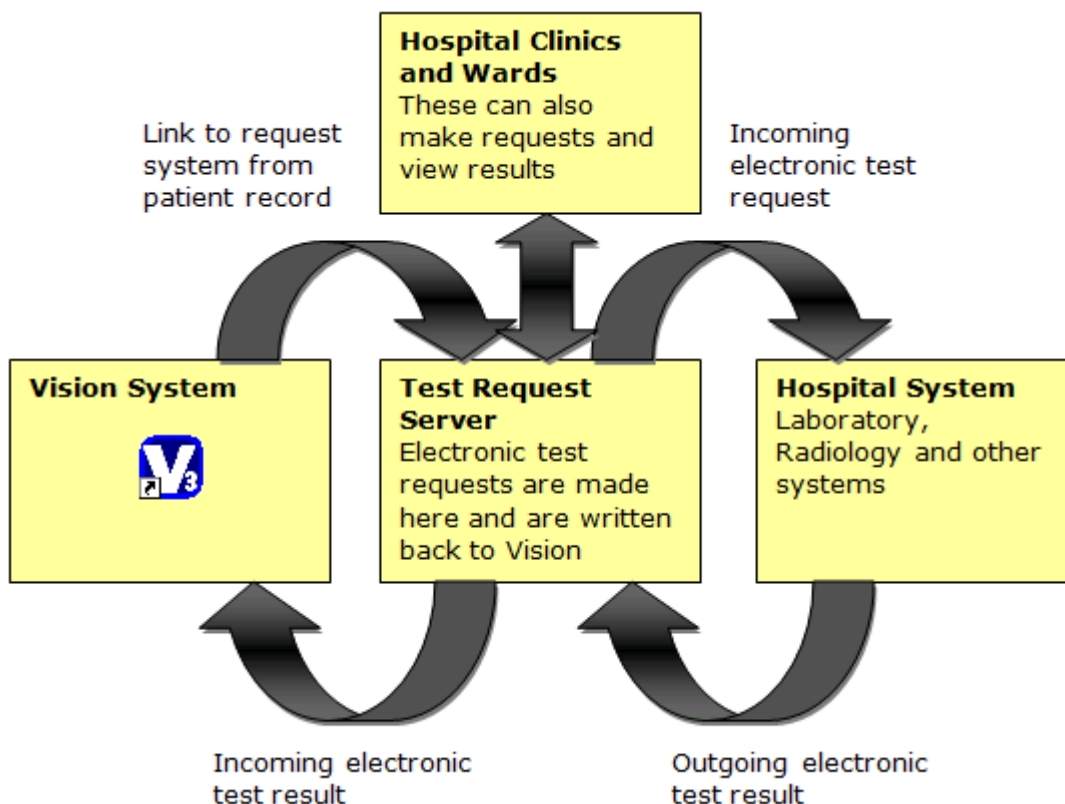 Hospital Clinics
and Wards
These can also
make requests and
view results
Link to request
system from
patient record
Incoming
electronic test
request
Vision System
V3
Test Request
Server
Electronic test
requests are made
here and are written
back to Vision
Hospital System
Laboratory,
Radiology and other
systems
Incoming electronic
test result
Outgoing electronic
test result